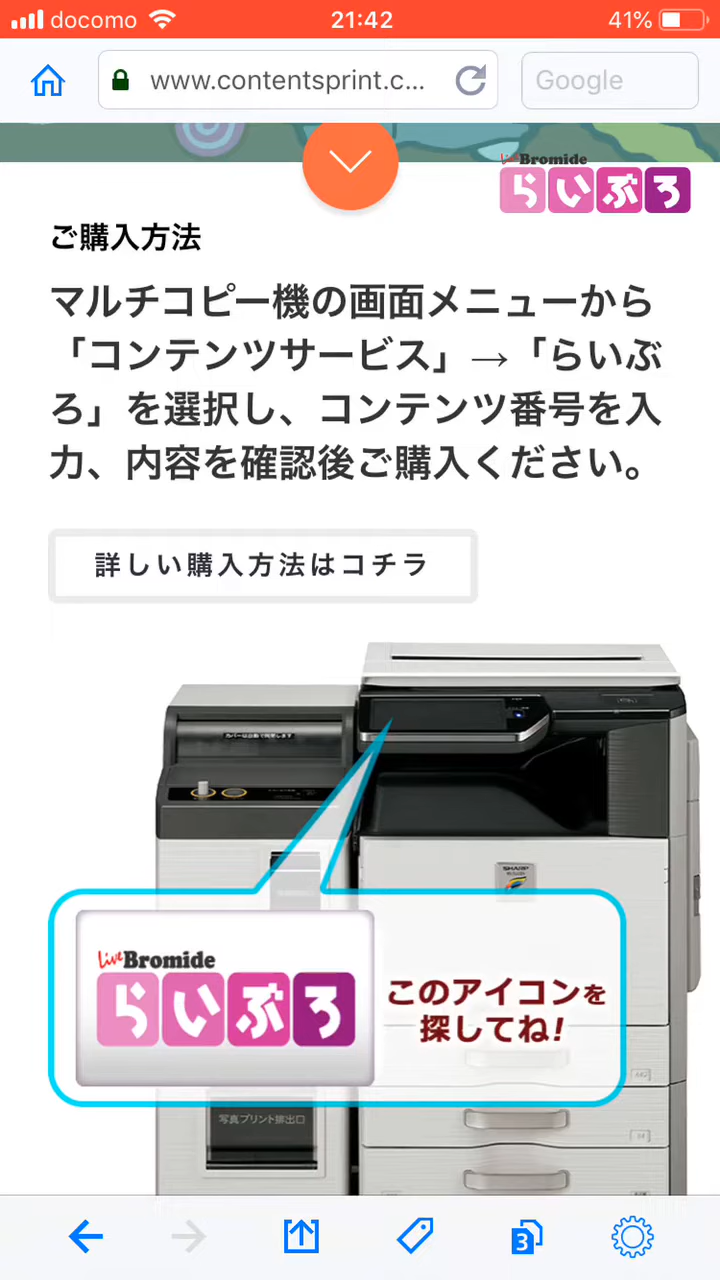 docomo 21:42 41%
www.contentsprint.c... Google
Live Bromide
らいぶろ
ご購入方法
マルチコピー機の画面メニューから
「コンテンツサービス」→「らいぶ
ろ」を選択し、コンテンツ番号を入
力、内容を確認後ご購入ください。
詳しい購入方法はコチラ
SHARP
Live Bromide
らいぶろ
このアイコンを
探してね!
写真プリント排出口
3